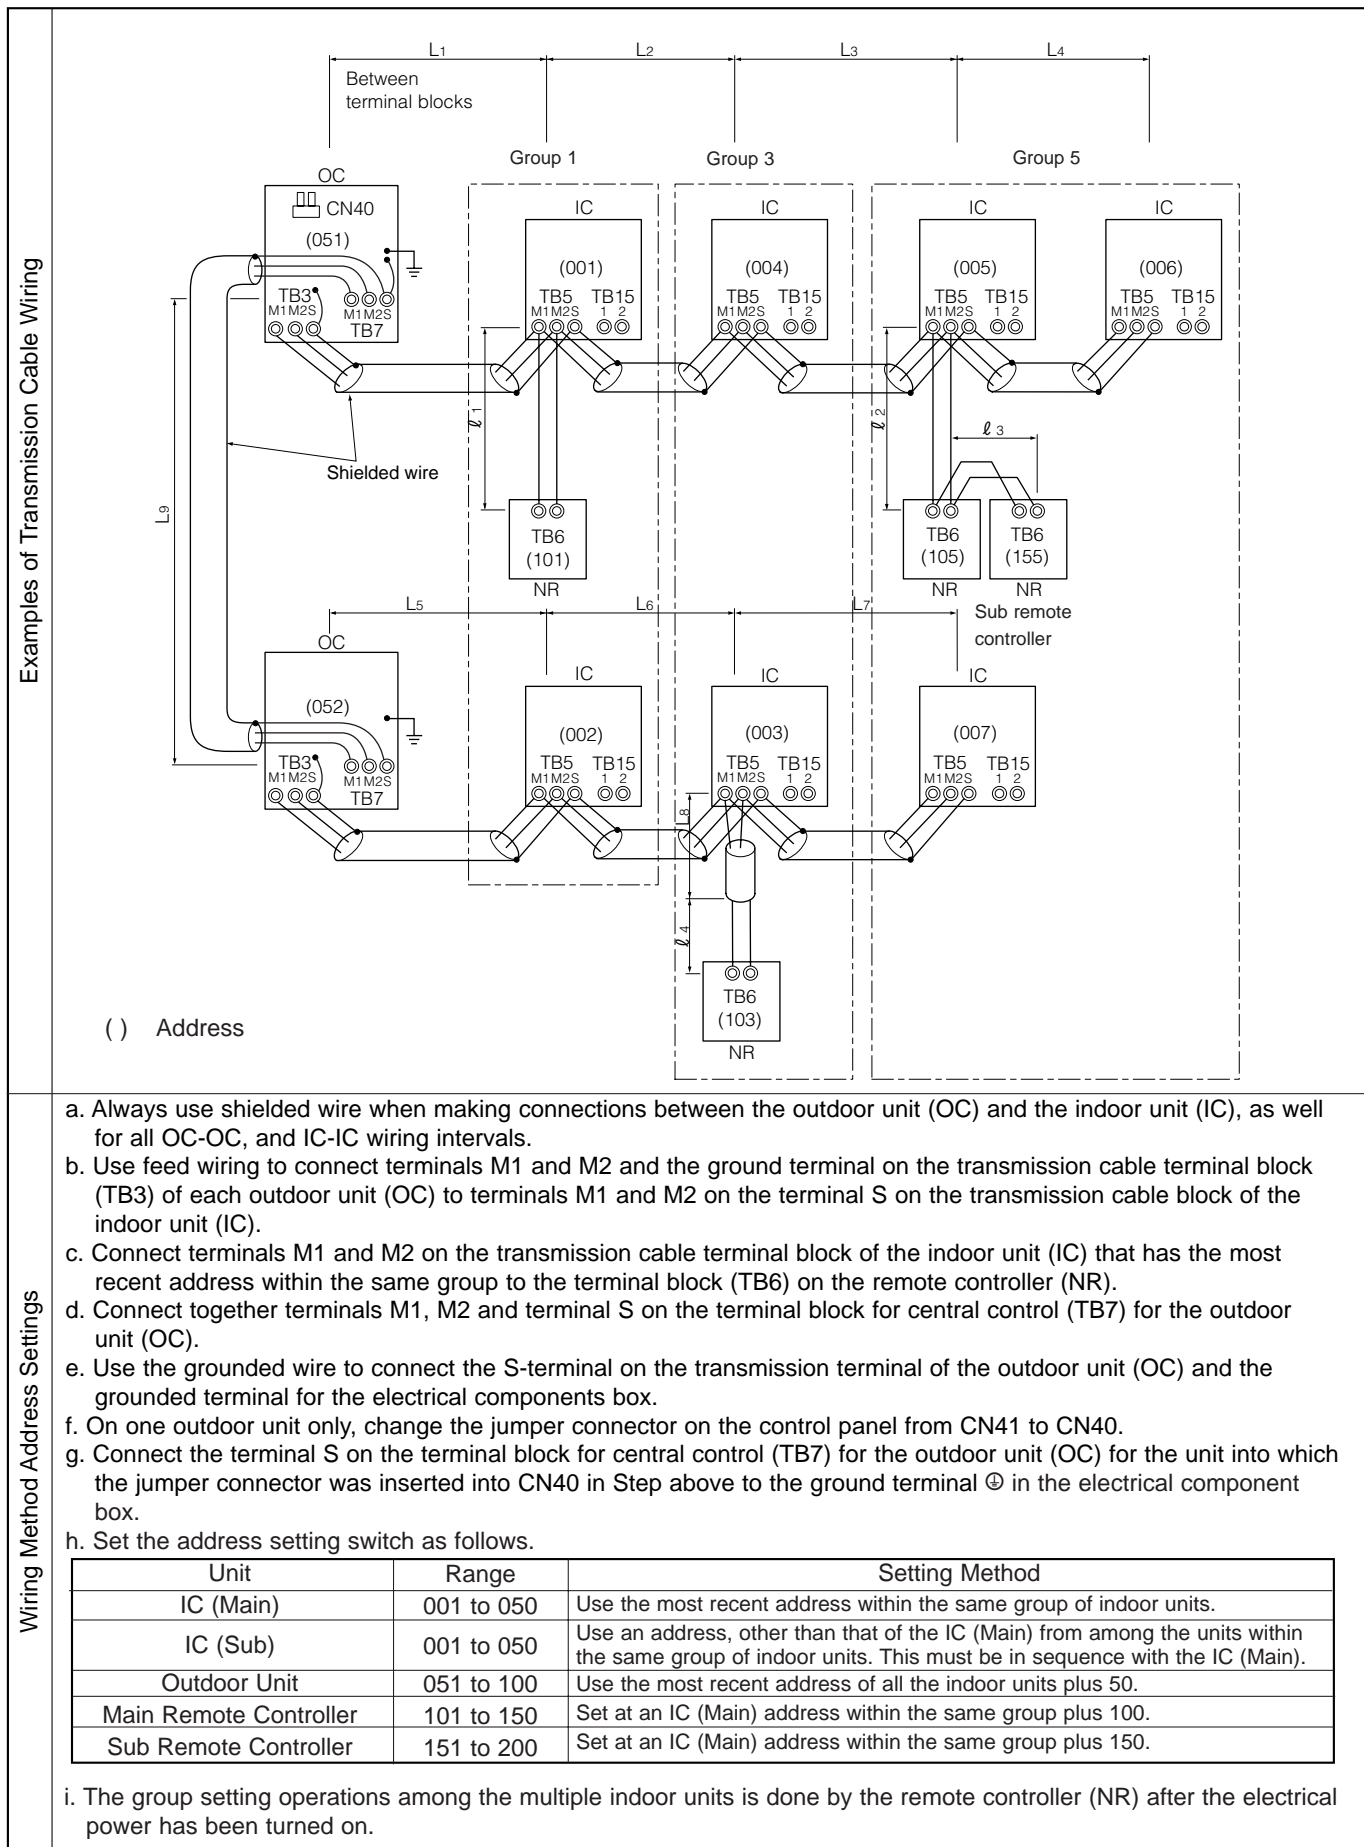 Examples of Transmission Cable Wiring
L1 L2 L3 L4
Between
terminal blocks
Group 1 Group 3 Group 5
OC
CN40
(051)
TB3
M1M2S
M1M2S
TB7
IC
(001)
TB5 TB15
M1M2S 1 2
IC
(004)
TB5 TB15
M1M2S 1 2
IC
(005)
TB5 TB15
M1M2S 1 2
IC
(006)
TB5 TB15
M1M2S 1 2
ℓ 1
ℓ 2
ℓ 3
Shielded wire
L9
TB6
(101)
NR
TB6
(105)
NR
TB6
(155)
NR
Sub remote
controller
L5 L6 L7
OC
(052)
TB3
M1M2S
M1M2S
TB7
IC
(002)
TB5 TB15
M1M2S 1 2
IC
(003)
TB5 TB15
M1M2S 1 2
IC
(007)
TB5 TB15
M1M2S 1 2
L8
ℓ 4
TB6
(103)
NR
( ) Address
Wiring Method Address Settings
a. Always use shielded wire when making connections between the outdoor unit (OC) and the indoor unit (IC), as well
for all OC-OC, and IC-IC wiring intervals.
b. Use feed wiring to connect terminals M1 and M2 and the ground terminal on the transmission cable terminal block
(TB3) of each outdoor unit (OC) to terminals M1 and M2 on the terminal S on the transmission cable block of the
indoor unit (IC).
c. Connect terminals M1 and M2 on the transmission cable terminal block of the indoor unit (IC) that has the most
recent address within the same group to the terminal block (TB6) on the remote controller (NR).
d. Connect together terminals M1, M2 and terminal S on the terminal block for central control (TB7) for the outdoor
unit (OC).
e. Use the grounded wire to connect the S-terminal on the transmission terminal of the outdoor unit (OC) and the
grounded terminal for the electrical components box.
f. On one outdoor unit only, change the jumper connector on the control panel from CN41 to CN40.
g. Connect the terminal S on the terminal block for central control (TB7) for the outdoor unit (OC) for the unit into which
the jumper connector was inserted into CN40 in Step above to the ground terminal ⏚ in the electrical component
box.
h. Set the address setting switch as follows.
Unit Range Setting Method
IC (Main) 001 to 050 Use the most recent address within the same group of indoor units.
IC (Sub) 001 to 050 Use an address, other than that of the IC (Main) from among the units within
the same group of indoor units. This must be in sequence with the IC (Main).
Outdoor Unit 051 to 100 Use the most recent address of all the indoor units plus 50.
Main Remote Controller 101 to 150 Set at an IC (Main) address within the same group plus 100.
Sub Remote Controller 151 to 200 Set at an IC (Main) address within the same group plus 150.
i. The group setting operations among the multiple indoor units is done by the remote controller (NR) after the electrical
power has been turned on.